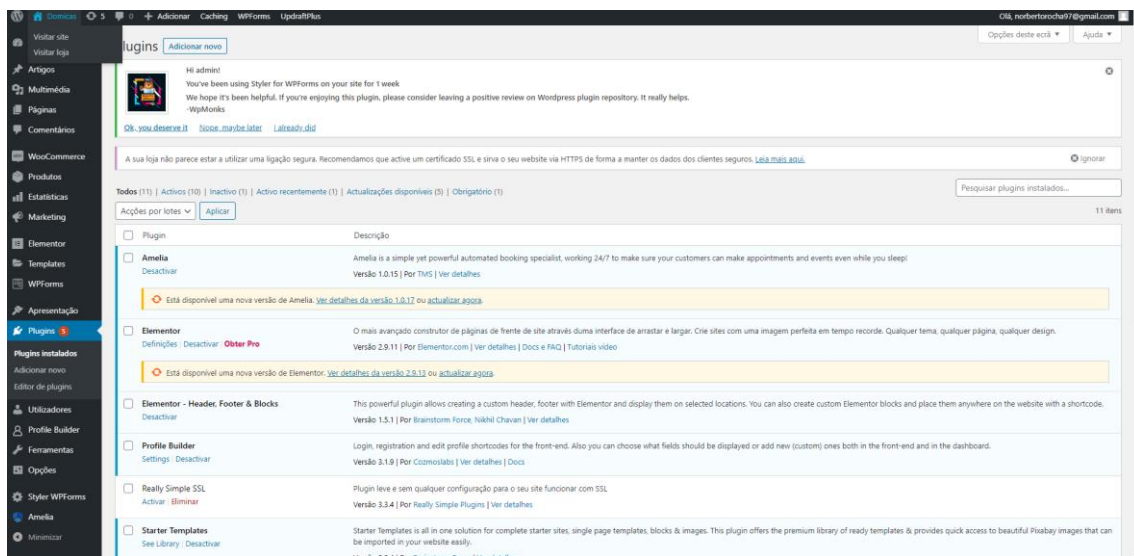 Domicas 5 0 + Adicionar Caching WPForms UpdraftPlus Olá, norbertorocha97@gmail.com
Visitar site
Visitar loja
Artigos
Multimédia
Páginas
Comentários
WooCommerce
Produtos
Estatísticas
Marketing
Elementor
Templates
WPForms
Apresentação
Plugins 5
Plugins instalados
Adicionar novo
Editor de plugins
Utilizadores
Profile Builder
Ferramentas
Opções
Styler WPForms
Amelia
Minimizar
Opções deste ecrã ▼ Ajuda ▼
lugins Adicionar novo
Hi admin!
You've been using Styler for WPForms on your site for 1 week
We hope it's been helpful. If you're enjoying this plugin, please consider leaving a positive review on Wordpress plugin repository. It really helps.
-WpMonks
Ok, you deserve it Nope, maybe later I already did
A sua loja não parece estar a utilizar uma ligação segura. Recomendamos que active um certificado SSL e sirva o seu website via HTTPS de forma a manter os dados dos clientes seguros. Leia mais aqui. Ignorar
Todos (11) | Activos (10) | Inactivo (1) | Activo recentemente (1) | Actualizações disponíveis (5) | Obrigatório (1)
Pesquisar plugins instalados...
Acções por lotes Aplicar 11 itens
Plugin Descrição
Amelia Amelia is a simple yet powerful automated booking specialist, working 24/7 to make sure your customers can make appointments and events even while you sleep!
Desactivar Versão 1.0.15 | Por TMS | Ver detalhes
Está disponível uma nova versão de Amelia. Ver detalhes da versão 1.0.17 ou actualizar agora.
Elementor O mais avançado construtor de páginas de frente de site através duma interface de arrastar e largar. Crie sites com uma imagem perfeita em tempo recorde. Qualquer tema, qualquer página, qualquer design.
Definições | Desactivar | Obter Pro Versão 2.9.11 | Por Elementor.com | Ver detalhes | Docs e FAQ | Tutoriais vídeo
Está disponível uma nova versão de Elementor. Ver detalhes da versão 2.9.13 ou actualizar agora.
Elementor - Header, Footer & Blocks This powerful plugin allows creating a custom header, footer with Elementor and display them on selected locations. You can also create custom Elementor blocks and place them anywhere on the website with a shortcode.
Desactivar Versão 1.5.1 | Por Brainstorm Force, Nikhil Chavan | Ver detalhes
Profile Builder Login, registration and edit profile shortcodes for the front-end. Also you can choose what fields should be displayed or add new (custom) ones both in the front-end and in the dashboard.
Settings | Desactivar Versão 3.1.9 | Por Cozmoslabs | Ver detalhes | Docs
Really Simple SSL Plugin leve e sem qualquer configuração para o seu site funcionar com SSL
Activar | Eliminar Versão 3.3.4 | Por Really Simple Plugins | Ver detalhes
Starter Templates Starter Templates is all in one solution for complete starter sites, single page templates, blocks & images. This plugin offers the premium library of ready templates & provides quick access to beautiful Pixabay images that can
See Library | Desactivar be imported in your website easily.